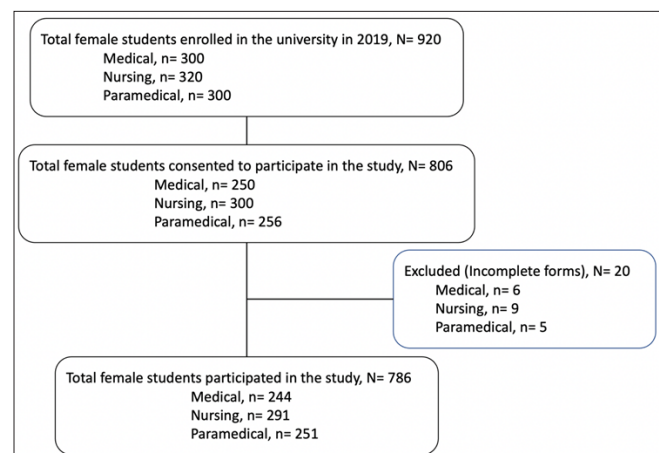 Total female students enrolled in the university in 2019, N= 920
Medical, n= 300
Nursing, n= 320
Paramedical, n= 300
Total female students consented to participate in the study, N= 806
Medical, n= 250
Nursing, n= 300
Paramedical, n= 256
Excluded (Incomplete forms), N= 20
Medical, n= 6
Nursing, n= 9
Paramedical, n= 5
Total female students participated in the study, N= 786
Medical, n= 244
Nursing, n= 291
Paramedical, n= 251